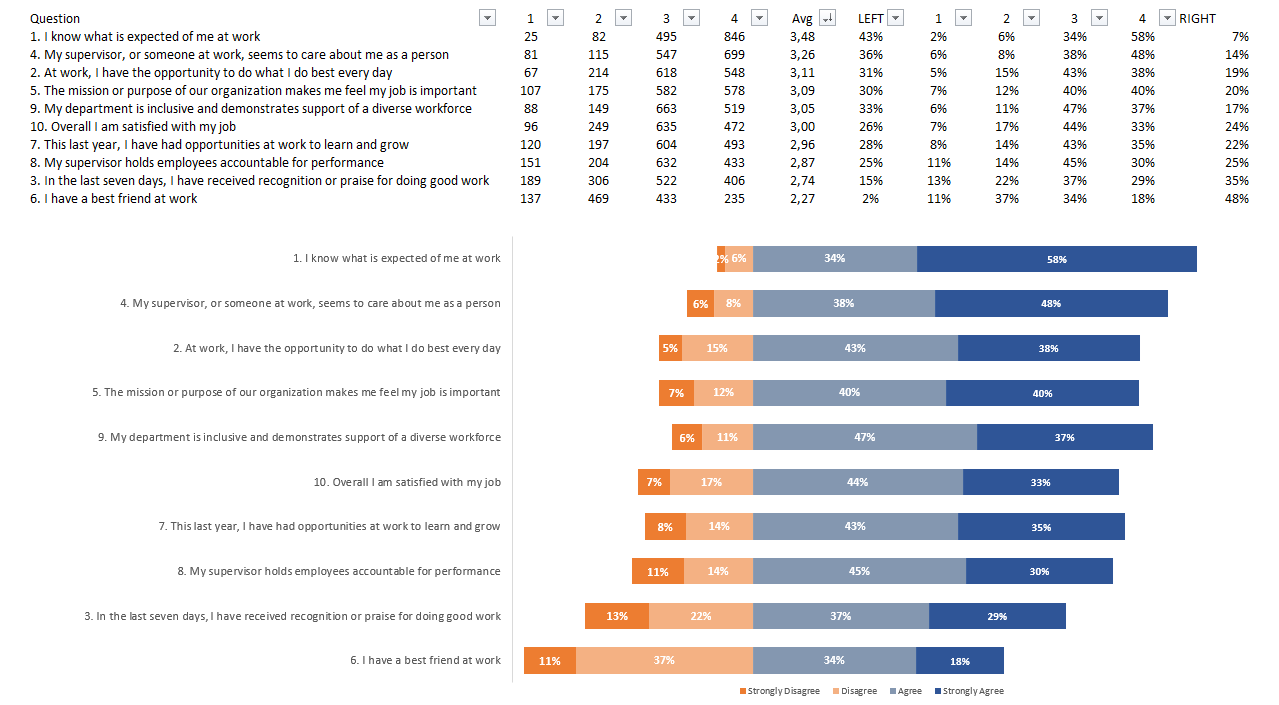 Question 1 2 3 4 Avg LEFT 1 2 3 4 RIGHT
1. I know what is expected of me at work 25 82 495 846 3,48 43% 2% 6% 34% 58% 7%
4. My supervisor, or someone at work, seems to care about me as a person 81 115 547 699 3,26 36% 6% 8% 38% 48% 14%
2. At work, I have the opportunity to do what I do best every day 67 214 618 548 3,11 31% 5% 15% 43% 38% 19%
5. The mission or purpose of our organization makes me feel my job is important 107 175 582 578 3,09 30% 7% 12% 40% 40% 20%
9. My department is inclusive and demonstrates support of a diverse workforce 88 149 663 519 3,05 33% 6% 11% 47% 37% 17%
10. Overall I am satisfied with my job 96 249 635 472 3,00 26% 7% 17% 44% 33% 24%
7. This last year, I have had opportunities at work to learn and grow 120 197 604 493 2,96 28% 8% 14% 43% 35% 22%
8. My supervisor holds employees accountable for performance 151 204 632 433 2,87 25% 11% 14% 45% 30% 25%
3. In the last seven days, I have received recognition or praise for doing good work 189 306 522 406 2,74 15% 13% 22% 37% 29% 35%
6. I have a best friend at work 137 469 433 235 2,27 2% 11% 37% 34% 18% 48%
1. I know what is expected of me at work 2% 6% 34% 58%
4. My supervisor, or someone at work, seems to care about me as a person 6% 8% 38% 48%
2. At work, I have the opportunity to do what I do best every day 5% 15% 43% 38%
5. The mission or purpose of our organization makes me feel my job is important 7% 12% 40% 40%
9. My department is inclusive and demonstrates support of a diverse workforce 6% 11% 47% 37%
10. Overall I am satisfied with my job 7% 17% 44% 33%
7. This last year, I have had opportunities at work to learn and grow 8% 14% 43% 35%
8. My supervisor holds employees accountable for performance 11% 14% 45% 30%
3. In the last seven days, I have received recognition or praise for doing good work 13% 22% 37% 29%
6. I have a best friend at work 11% 37% 34% 18%
Strongly Disagree Disagree Agree Strongly Agree